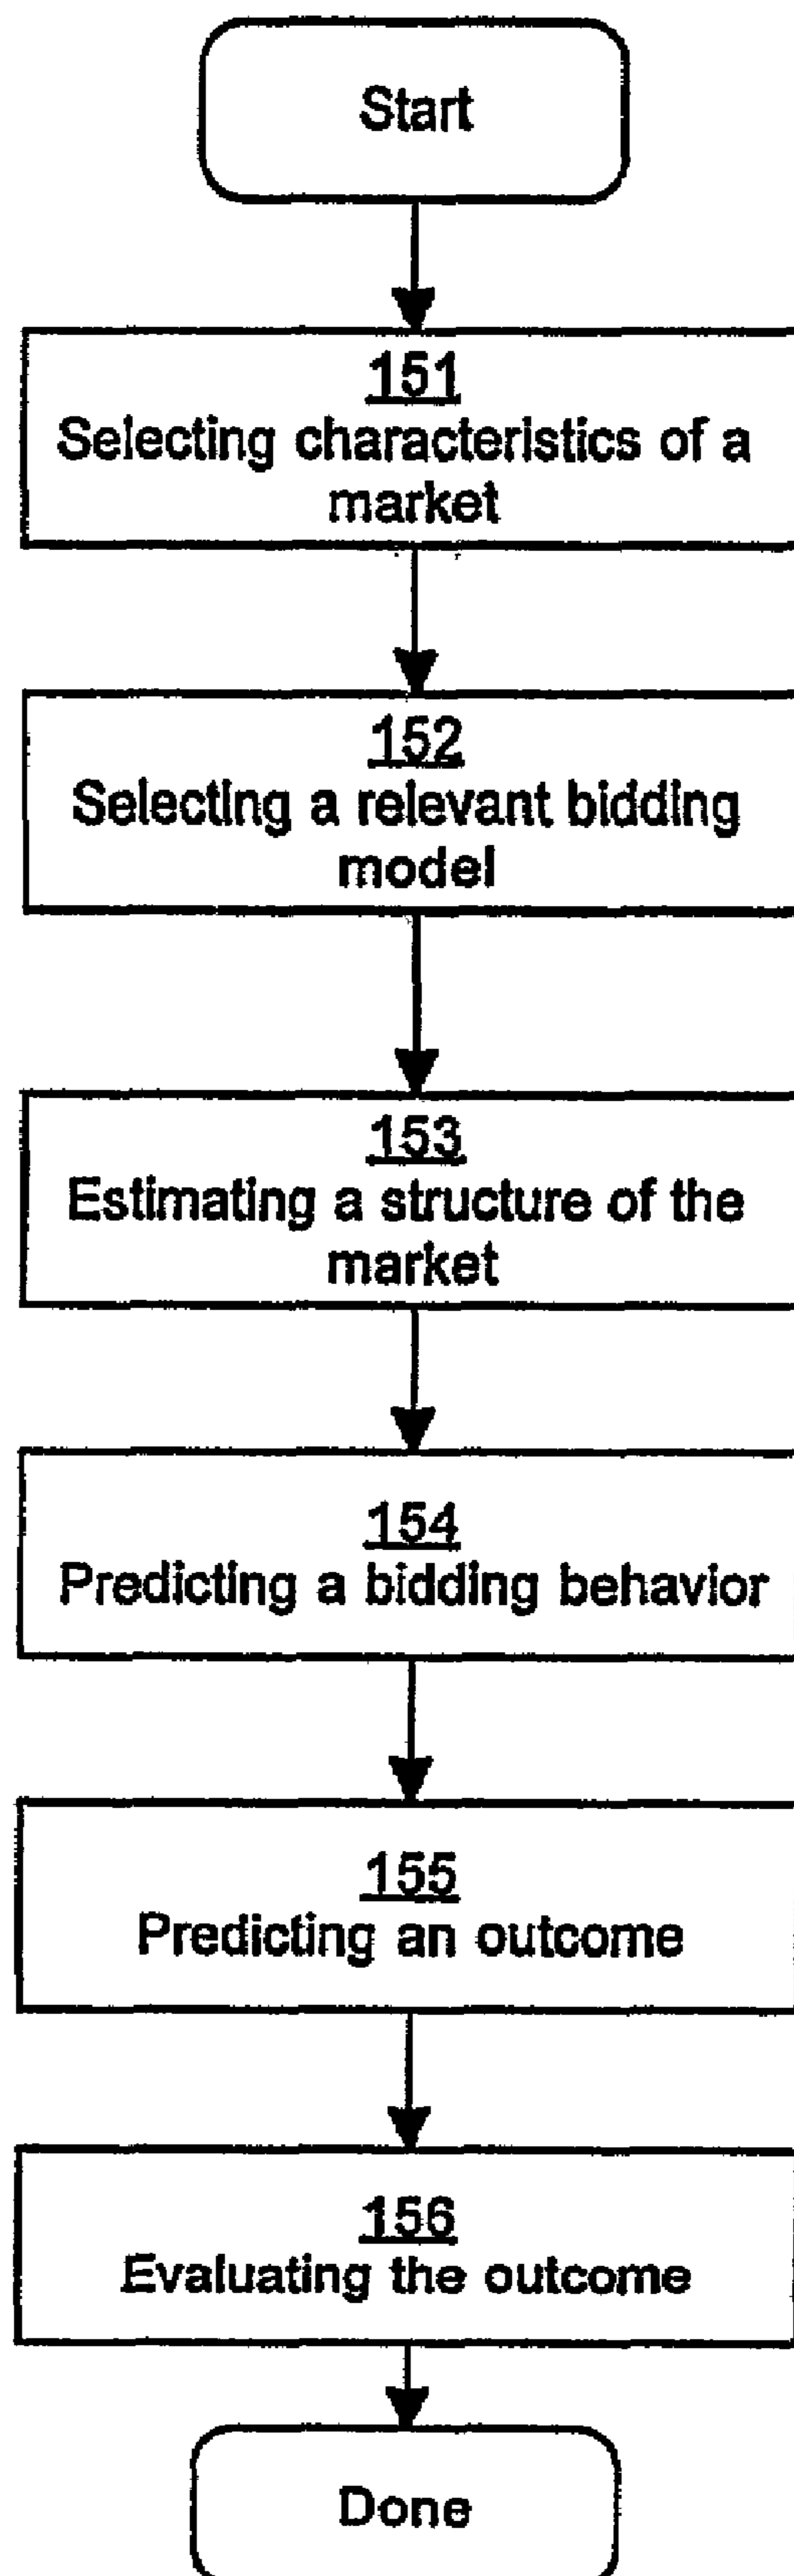 Start
151
Selecting characteristics of a
market
152
Selecting a relevant bidding
model
153
Estimating a structure of the
market
154
Predicting a bidding behavior
155
Predicting an outcome
156
Evaluating the outcome
Done